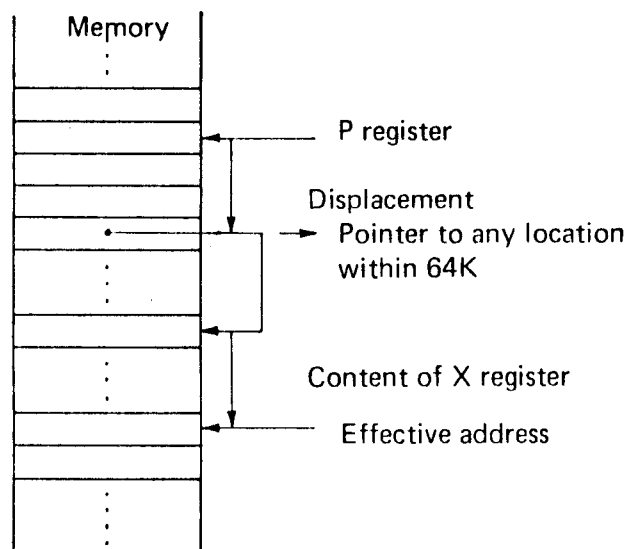 Memory
P register
Displacement
Pointer to any location
within 64K
Content of X register
Effective address